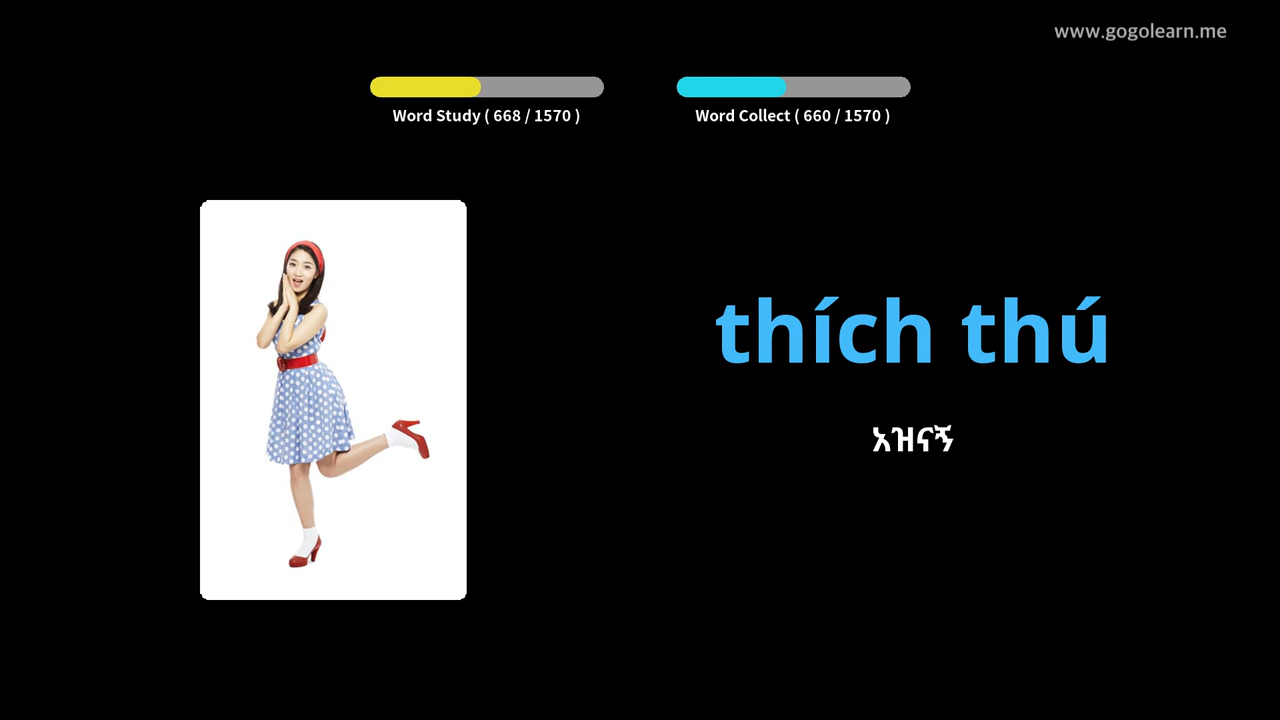 www.gogolearn.me
Word Study ( 668 / 1570 )
Word Collect ( 660 / 1570 )
thích thú
አዝናኝ